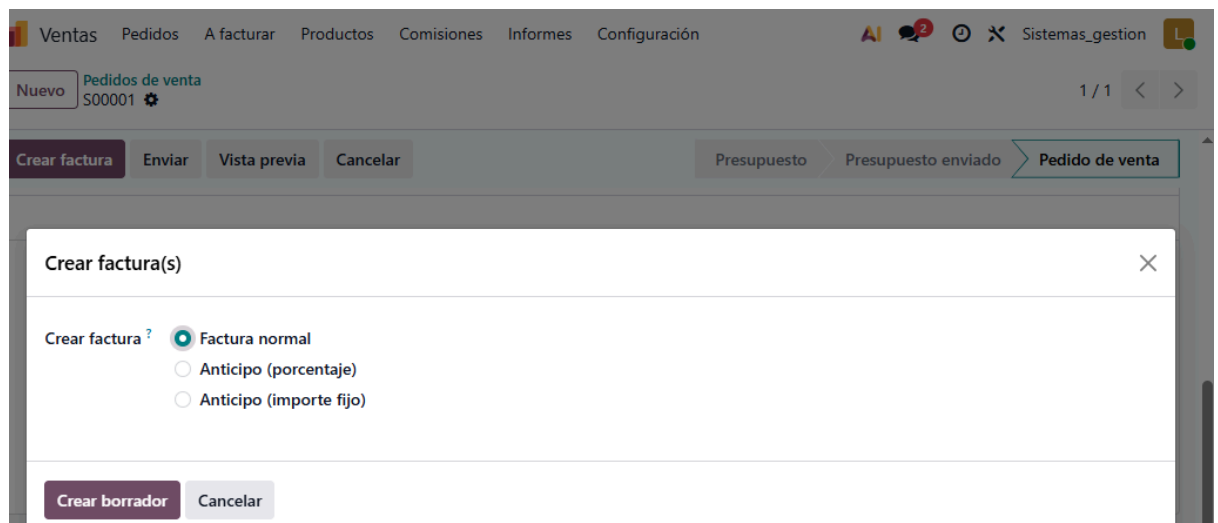 Ventas Pedidos A facturar Productos Comisiones Informes Configuración AI 2 Sistemas_gestion L
Nuevo Pedidos de venta
S00001
1 / 1
Crear factura Enviar Vista previa Cancelar Presupuesto Presupuesto enviado Pedido de venta
Crear factura(s)
Crear factura ? Factura normal
Anticipo (porcentaje)
Anticipo (importe fijo)
Crear borrador Cancelar